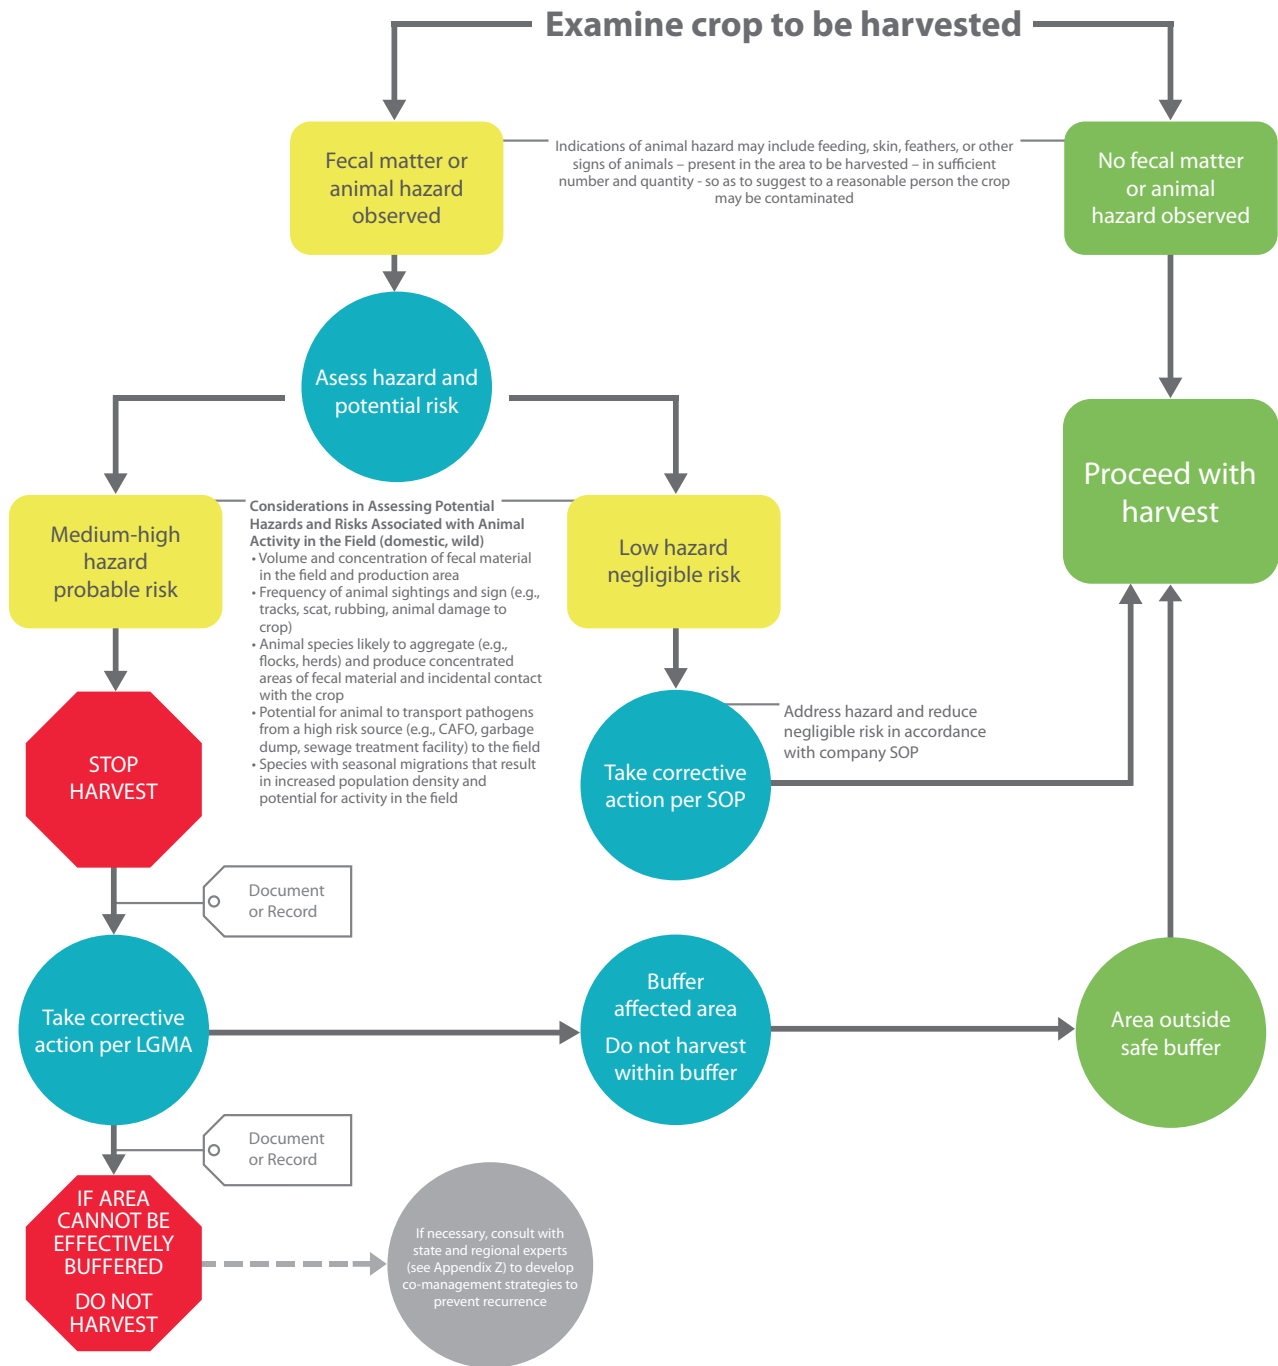 Examine crop to be harvested
Fecal matter or
animal hazard
observed
Indications of animal hazard may include feeding, skin, feathers, or other
signs of animals – present in the area to be harvested – in sufficient
number and quantity - so as to suggest to a reasonable person the crop
may be contaminated
No fecal matter
or animal
hazard observed
Asess hazard and
potential risk
Proceed with
harvest
Medium-high
hazard
probable risk
Considerations in Assessing Potential
Hazards and Risks Associated with Animal
Activity in the Field (domestic, wild)
• Volume and concentration of fecal material
in the field and production area
• Frequency of animal sightings and sign (e.g.,
tracks, scat, rubbing, animal damage to
crop)
• Animal species likely to aggregate (e.g.,
flocks, herds) and produce concentrated
areas of fecal material and incidental contact
with the crop
• Potential for animal to transport pathogens
from a high risk source (e.g., CAFO, garbage
dump, sewage treatment facility) to the field
• Species with seasonal migrations that result
in increased population density and
potential for activity in the field
Low hazard
negligible risk
STOP
HARVEST
Take corrective
action per SOP
Address hazard and reduce
negligible risk in accordance
with company SOP
Document
or Record
Take corrective
action per LGMA
Buffer
affected area
Do not harvest
within buffer
Area outside
safe buffer
Document
or Record
IF AREA
CANNOT BE
EFFECTIVELY
BUFFERED
DO NOT
HARVEST
If necessary, consult with
state and regional experts
(see Appendix Z) to develop
co-management strategies to
prevent recurrence